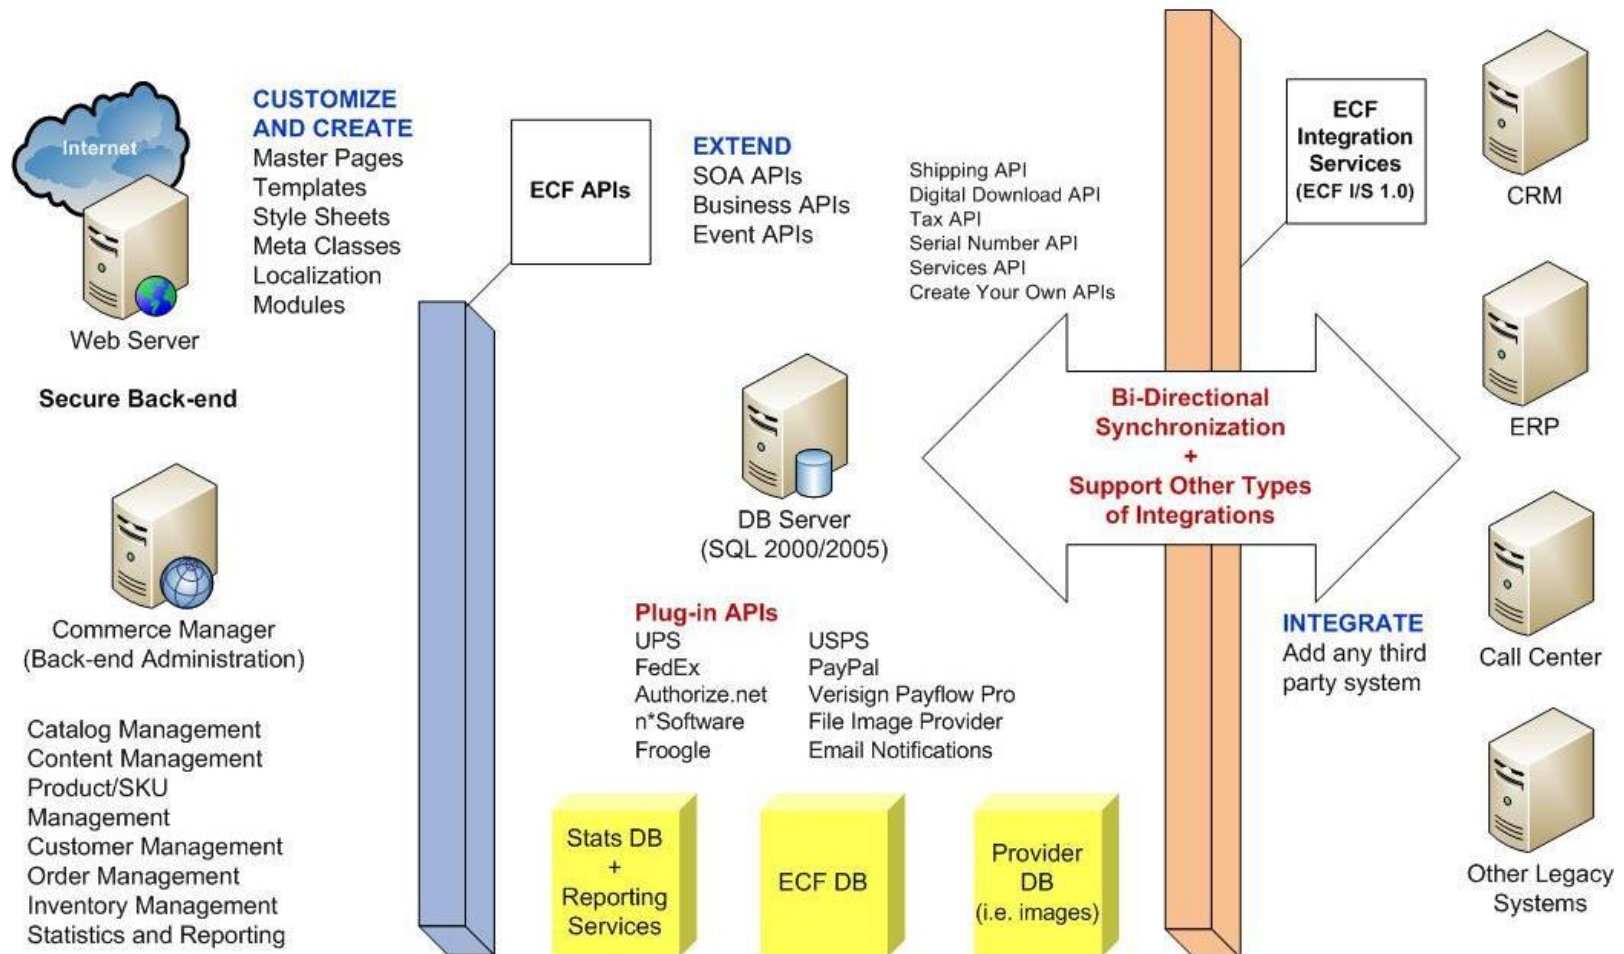 Internet
Web Server
CUSTOMIZE
AND CREATE
Master Pages
Templates
Style Sheets
Meta Classes
Localization
Modules
Secure Back-end
Commerce Manager
(Back-end Administration)
Catalog Management
Content Management
Product/SKU
Management
Customer Management
Order Management
Inventory Management
Statistics and Reporting
ECF APIs
EXTEND
SOA APIs
Business APIs
Event APIs
Shipping API
Digital Download API
Tax API
Serial Number API
Services API
Create Your Own APIs
DB Server
(SQL 2000/2005)
Plug-in APIs
UPS
FedEx
Authorize.net
n*Software
Froogle
USPS
PayPal
Verisign Payflow Pro
File Image Provider
Email Notifications
Stats DB
+
Reporting
Services
ECF DB
Provider
DB
(i.e. images)
ECF
Integration
Services
(ECF I/S 1.0)
Bi-Directional
Synchronization
+
Support Other Types
of Integrations
INTEGRATE
Add any third
party system
CRM
ERP
Call Center
Other Legacy
Systems